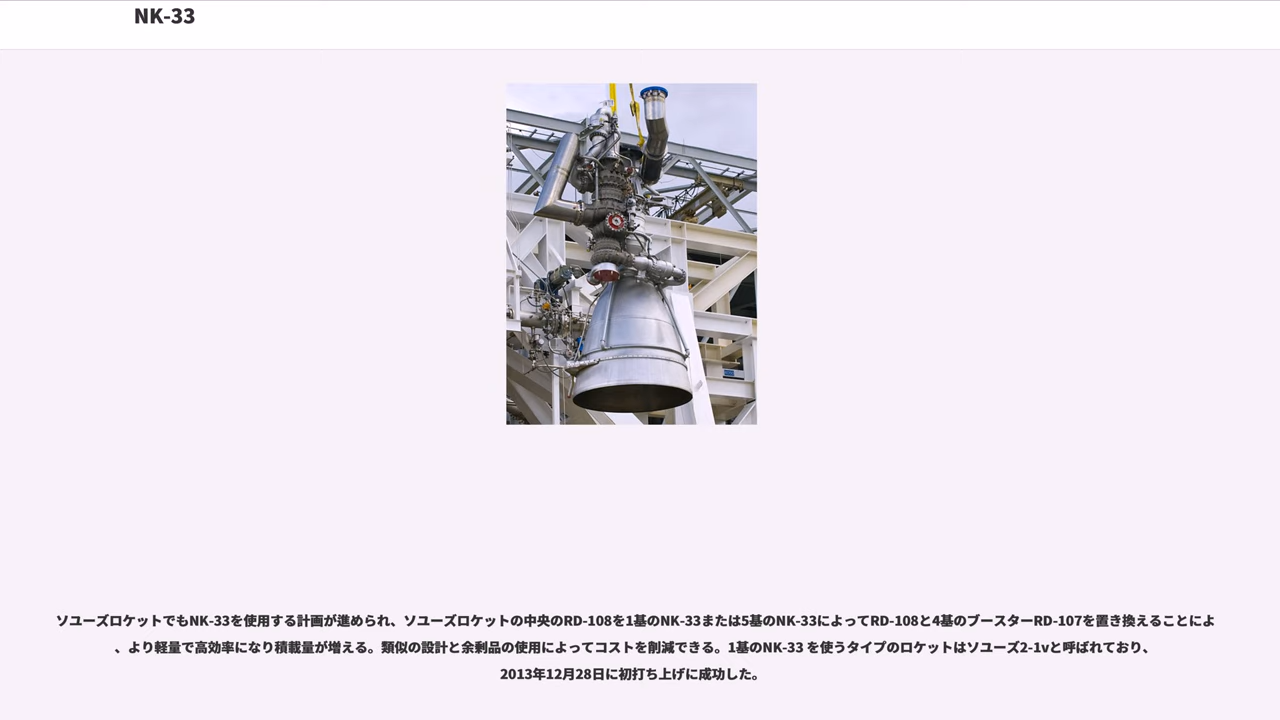 NK-33
ソユーズロケットでもNK-33を使用する計画が進められ、ソユーズロケットの中央のRD-108を1基のNK-33または5基のNK-33によってRD-108と4基のブースターRD-107を置き換えることによ
、より軽量で高効率になり積載量が増える。類似の設計と余剰品の使用によってコストを削減できる。1基のNK-33 を使うタイプのロケットはソユーズ2-1vと呼ばれており、
2013年12月28日に初打ち上げに成功した。